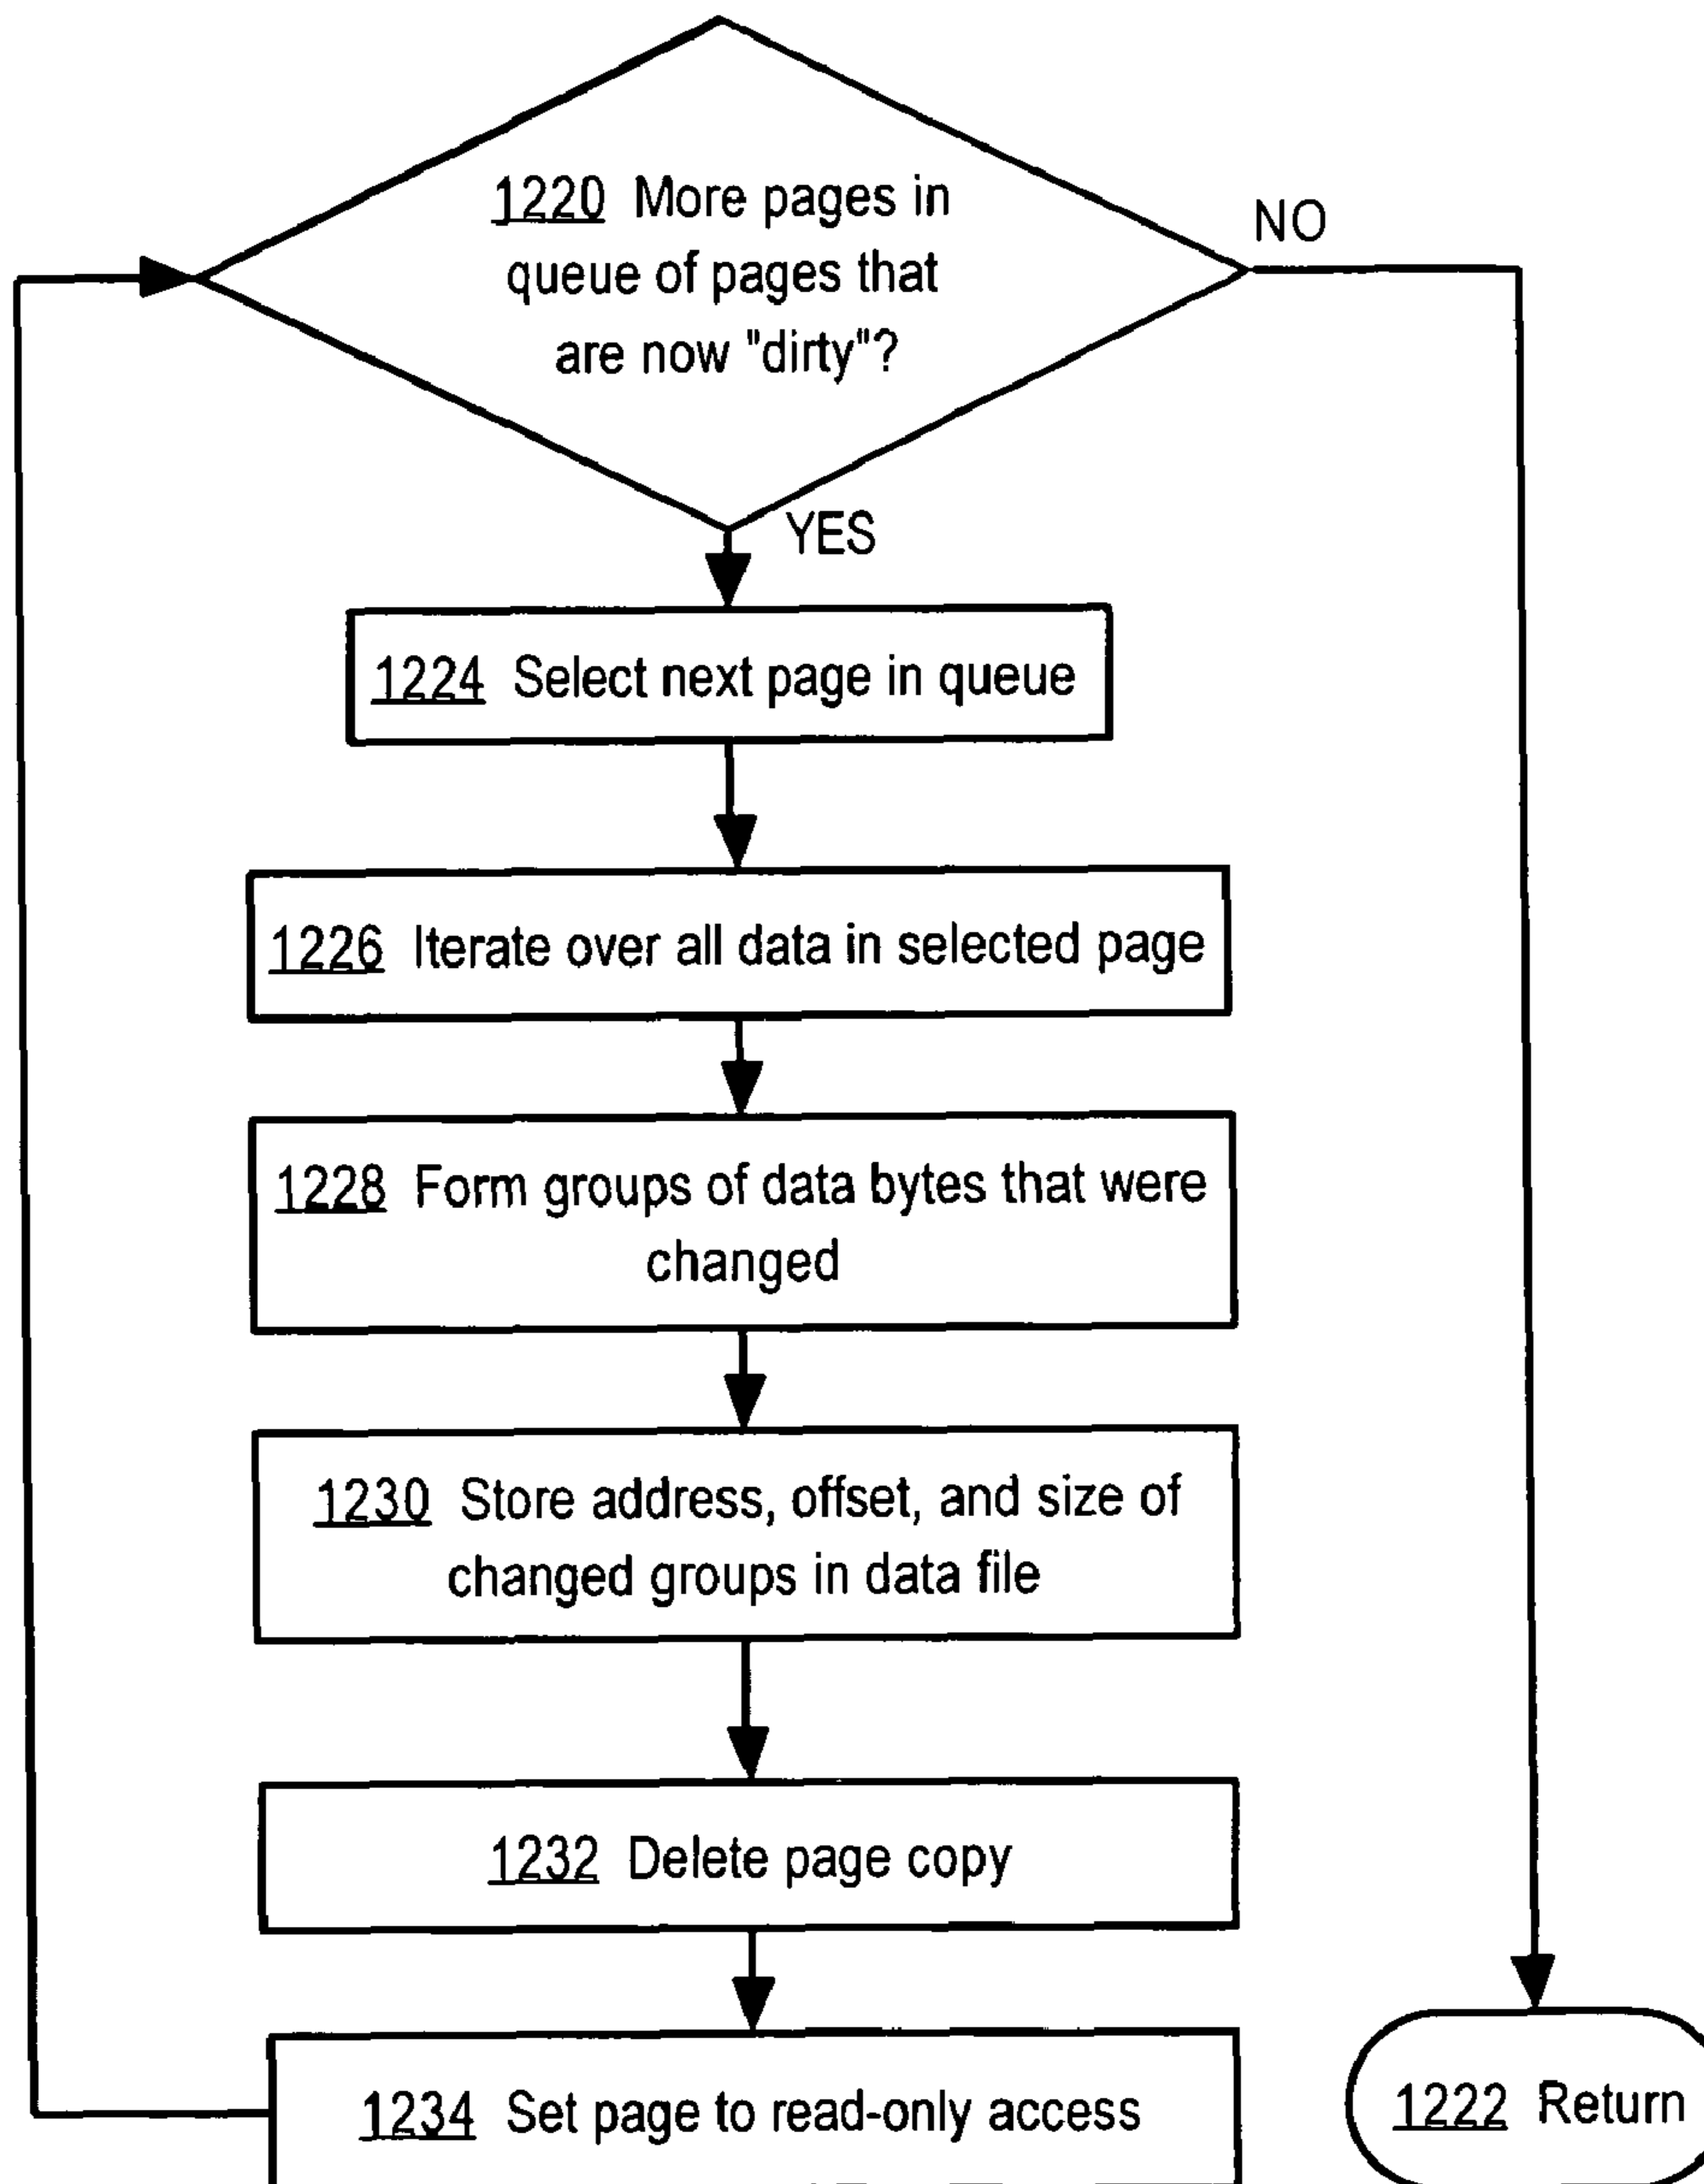 1220 More pages in
queue of pages that
are now "dirty"?
NO
YES
1224 Select next page in queue
1226 Iterate over all data in selected page
1228 Form groups of data bytes that were
changed
1230 Store address, offset, and size of
changed groups in data file
1232 Delete page copy
1234 Set page to read-only access
1222 Return